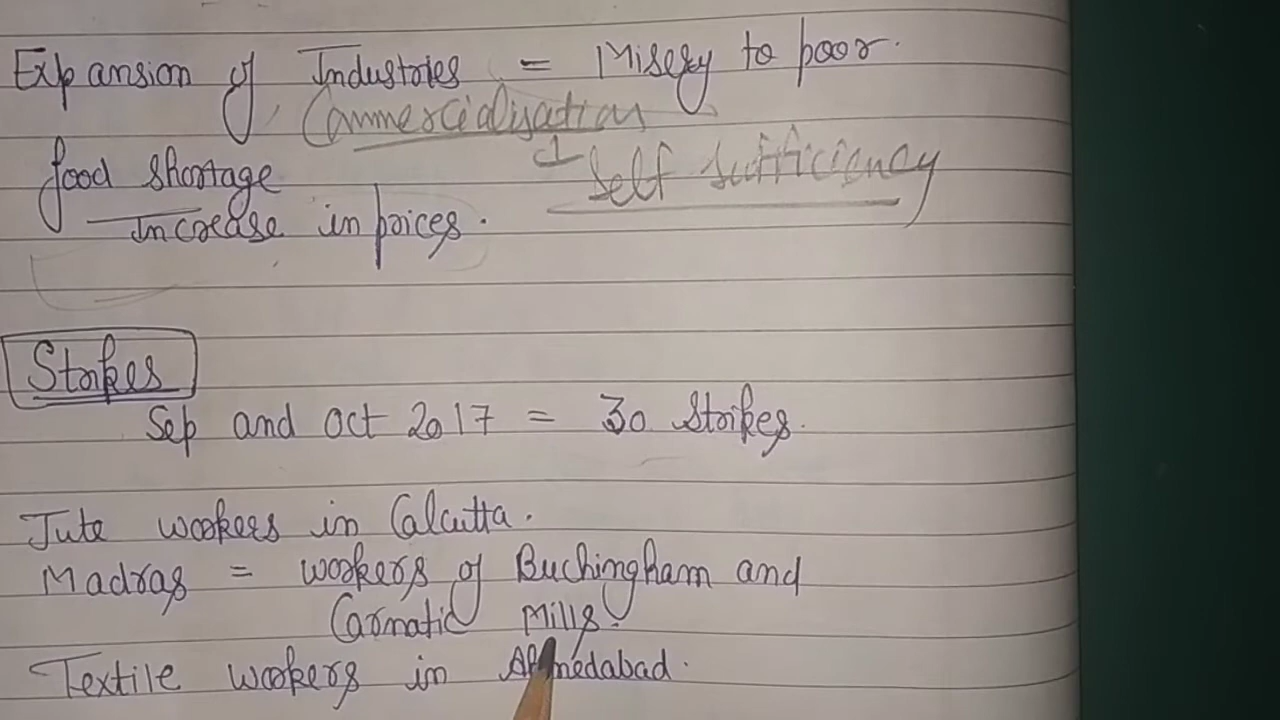 Expansion of Industries = Misery to poor.
Commercialisation
↓ Self sufficiency
food shortage
Increase in prices.
Strikes
Sep and Oct 2017 = 30 Strikes.
Jute workers in Calcutta.
Madras = workers of Buchingham and
Carnatic Mills.
Textile workers in Ahmedabad.